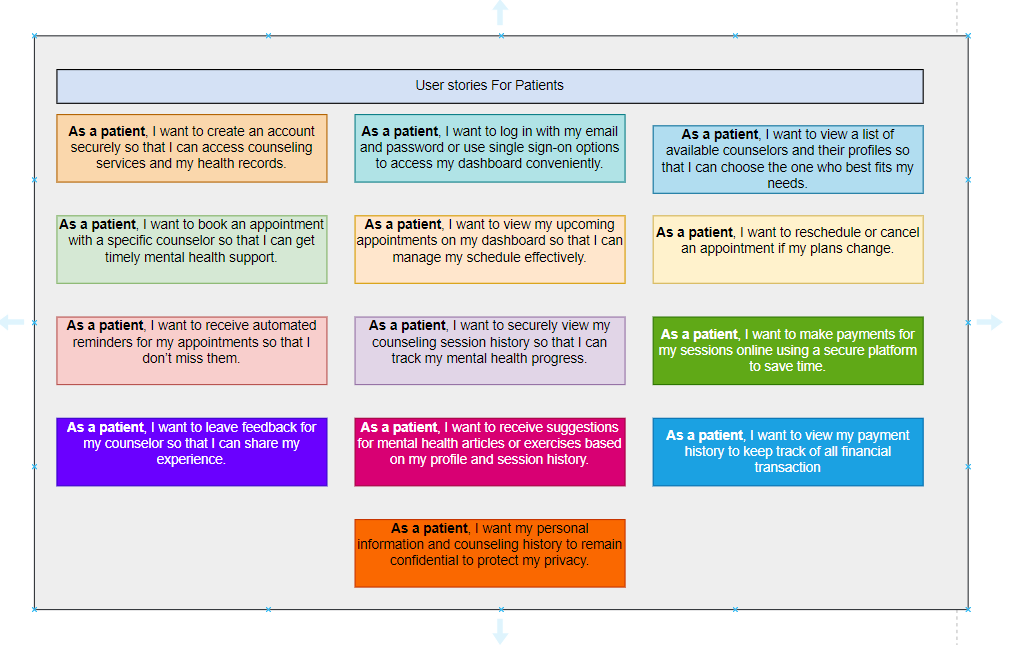 User stories For Patients
As a patient, I want to create an account
securely so that I can access counseling
services and my health records.
As a patient, I want to log in with my email
and password or use single sign-on options
to access my dashboard conveniently.
As a patient, I want to view a list of
available counselors and their profiles so
that I can choose the one who best fits my
needs.
As a patient, I want to book an appointment
with a specific counselor so that I can get
timely mental health support.
As a patient, I want to view my upcoming
appointments on my dashboard so that I can
manage my schedule effectively.
As a patient, I want to reschedule or cancel
an appointment if my plans change.
As a patient, I want to receive automated
reminders for my appointments so that I
don't miss them.
As a patient, I want to securely view my
counseling session history so that I can
track my mental health progress.
As a patient, I want to make payments for
my sessions online using a secure platform
to save time.
As a patient, I want to leave feedback for
my counselor so that I can share my
experience.
As a patient, I want to receive suggestions
for mental health articles or exercises based
on my profile and session history.
As a patient, I want to view my payment
history to keep track of all financial
transaction
As a patient, I want my personal
information and counseling history to remain
confidential to protect my privacy.